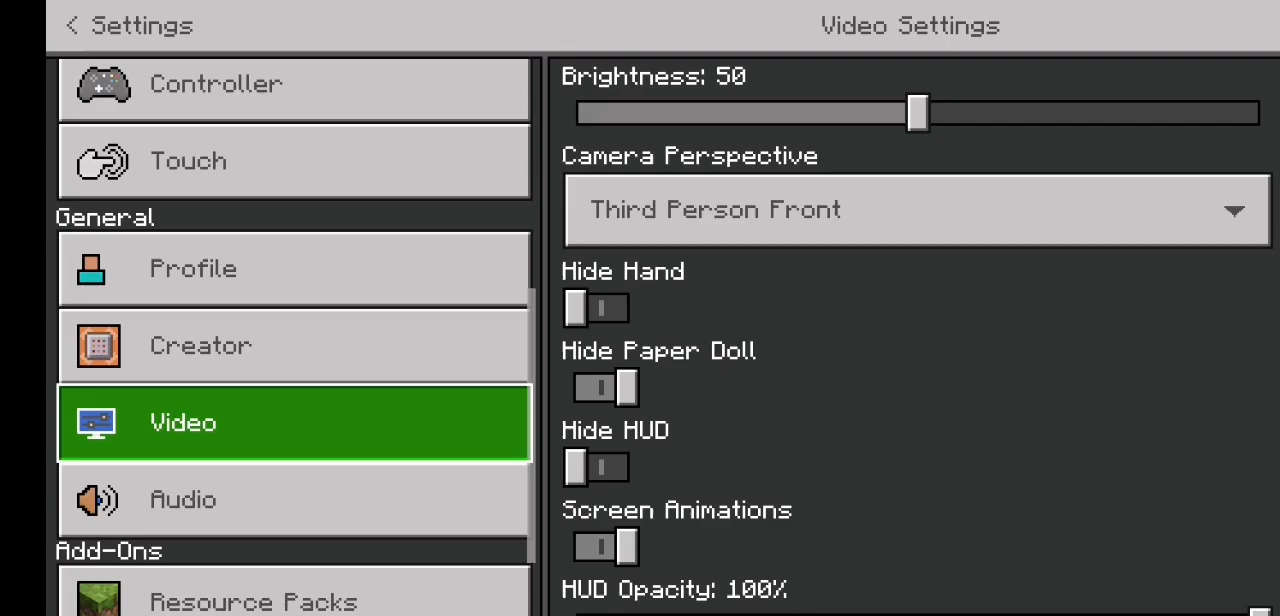 Settings
Video Settings
Controller
Touch
General
Profile
Creator
Video
Audio
Add-Ons
Resource Packs
Brightness: 50
Camera Perspective
Third Person Front
Hide Hand
Hide Paper Doll
Hide HUD
Screen Animations
HUD Opacity: 100%